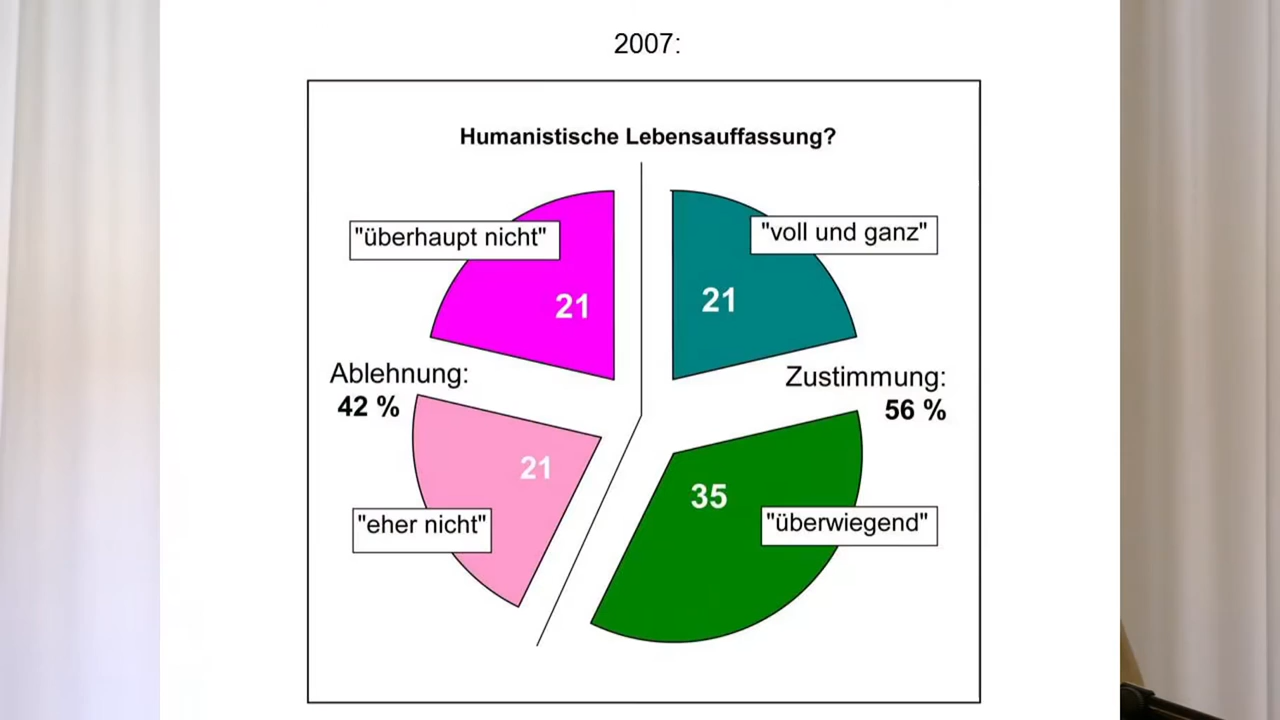 2007:
Humanistische Lebensauffassung?
"überhaupt nicht"
21
"voll und ganz"
21
Ablehnung:
42 %
Zustimmung:
56 %
21
"eher nicht"
35
"überwiegend"